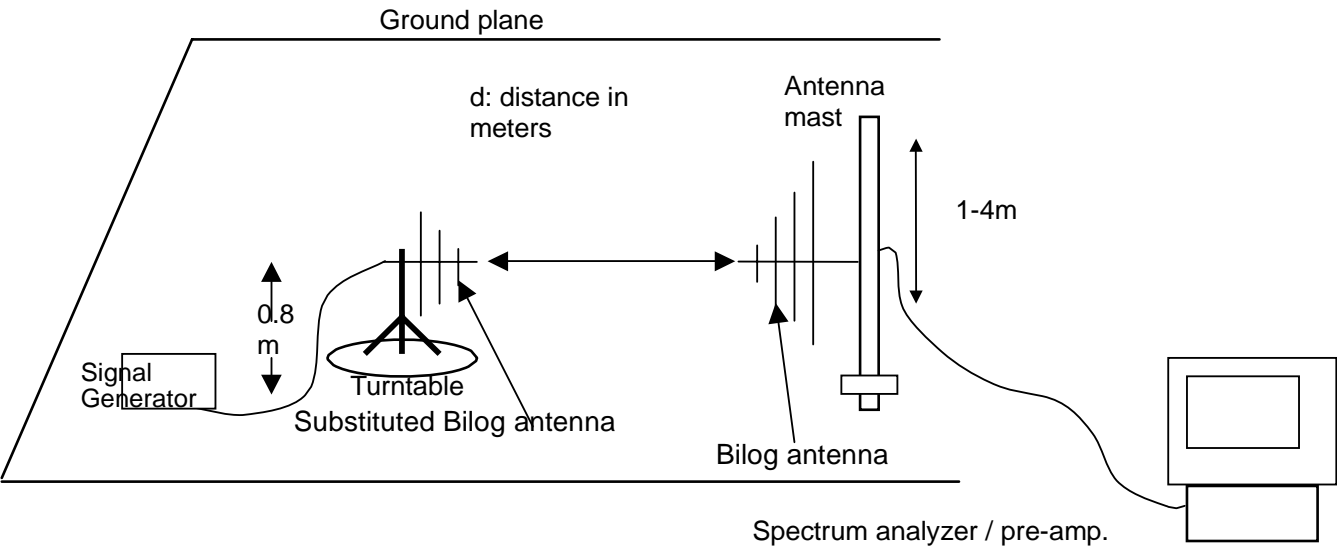 Ground plane
d: distance in
meters
Antenna
mast
1-4m
0.8
m
Signal
Generator
Turntable
Substituted Bilog antenna
Bilog antenna
Spectrum analyzer / pre-amp.